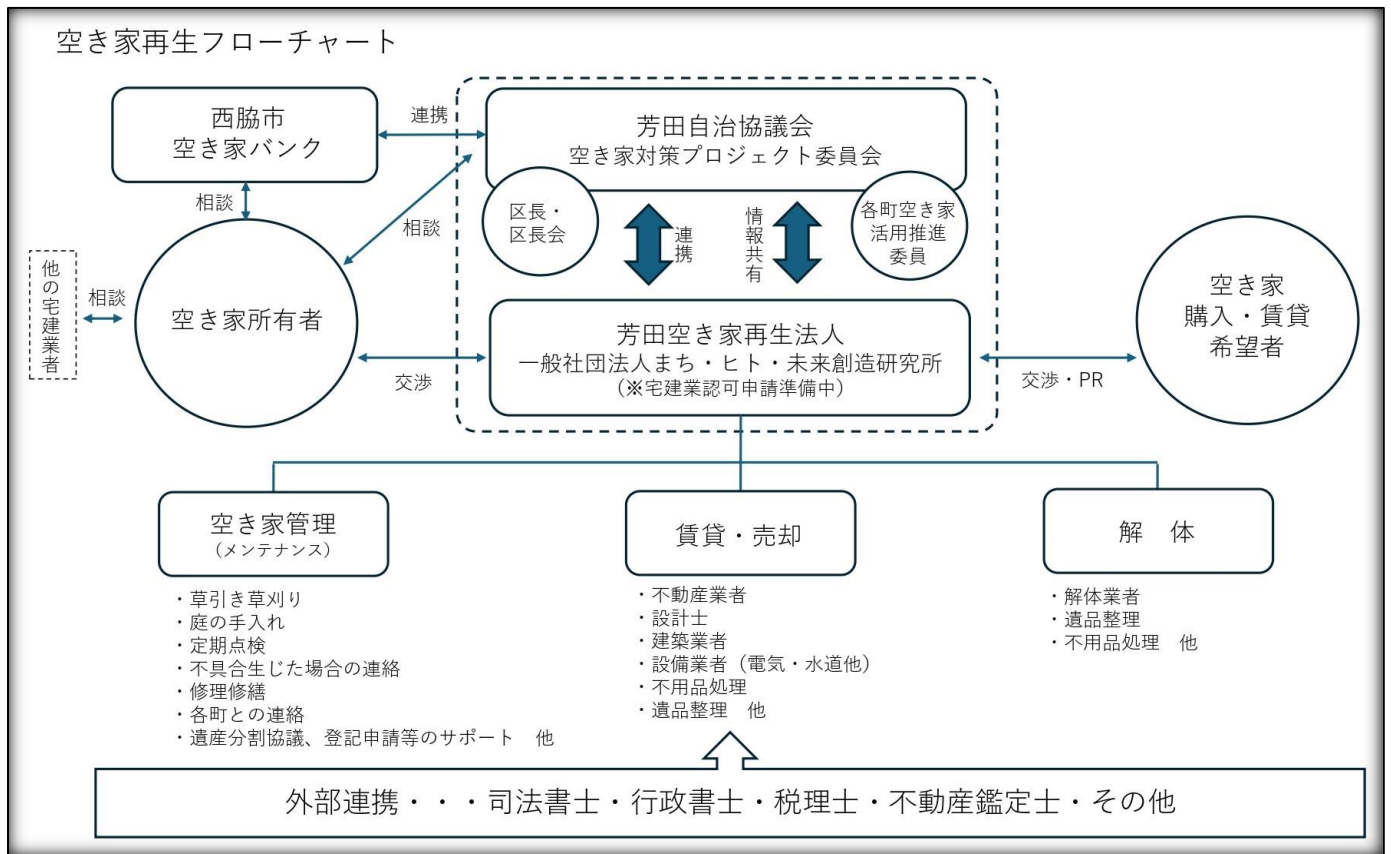 空き家再生フローチャート
西脇市
空き家バンク
連携
芳田自治協議会
空き家対策プロジェクト委員会
相談
相談
区長・
区長会
連携
情報共有
各町空き家
活用推進
委員
他の宅建業者
相談
空き家所有者
交渉
芳田空き家再生法人
一般社団法人まち・ヒト・未来創造研究所
（※宅建業認可申請準備中）
交渉・PR
空き家
購入・賃貸
希望者
空き家管理
（メンテナンス）
・草引き草刈り
・庭の手入れ
・定期点検
・不具合生じた場合の連絡
・修理修繕
・各町との連絡
・遺産分割協議、登記申請等のサポート　他
賃貸・売却
・不動産業者
・設計士
・建築業者
・設備業者（電気・水道他）
・不用品処理
・遺品整理　他
解　体
・解体業者
・遺品整理
・不用品処理　他
外部連携・・・司法書士・行政書士・税理士・不動産鑑定士・その他